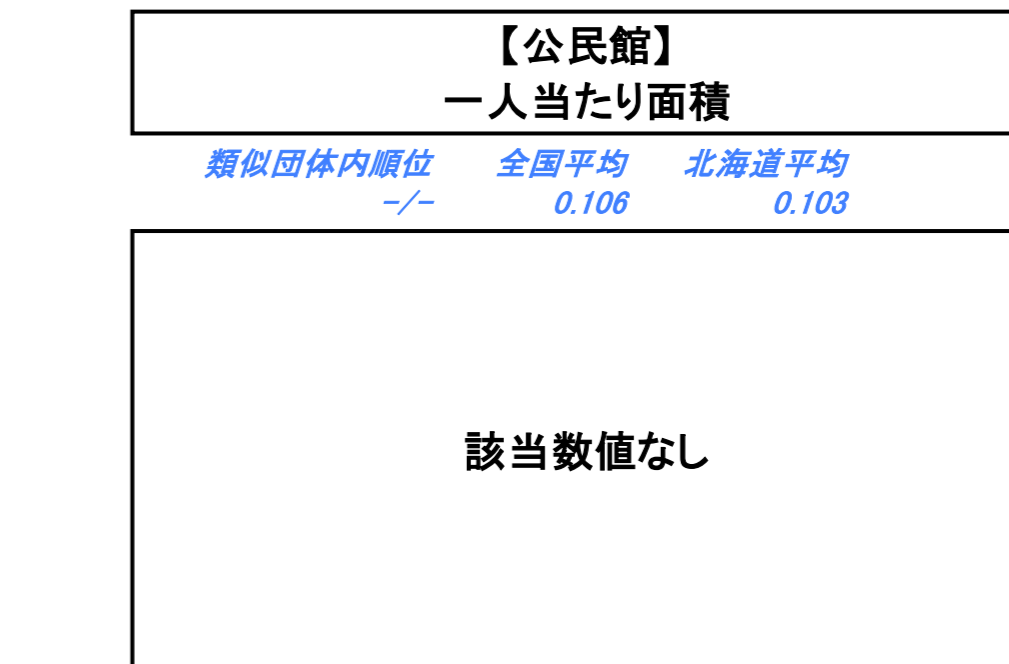 【公民館】
一人当たり面積
類似団体内順位 全国平均 北海道平均
-/- 0.106 0.103
該当数値なし